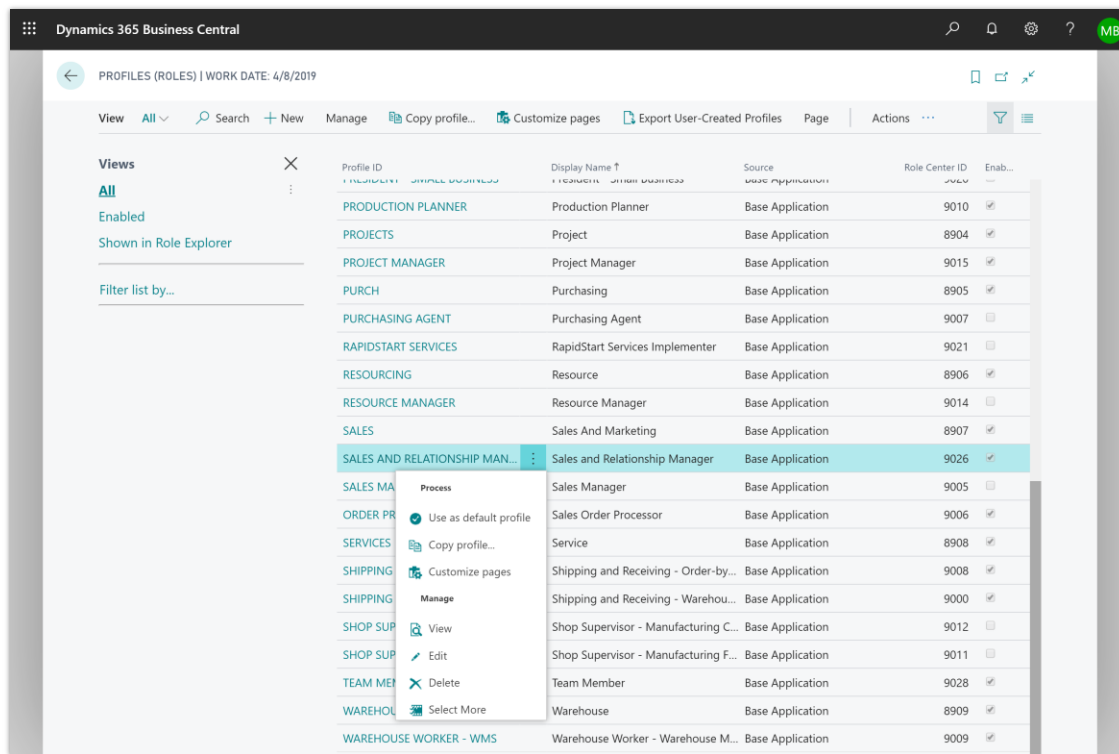 Dynamics 365 Business Central ? MB
PROFILES (ROLES) | WORK DATE: 4/8/2019
View All Search + New Manage Copy profile... Customize pages Export User-Created Profiles Page Actions ...
Views
All
Enabled
Shown in Role Explorer
Filter list by...
Profile ID Display Name ↑ Source Role Center ID Enab...
PRESIDENT - SMALL BUSINESS President - Small Business Base Application 9020
PRODUCTION PLANNER Production Planner Base Application 9010
PROJECTS Project Base Application 8904
PROJECT MANAGER Project Manager Base Application 9015
PURCH Purchasing Base Application 8905
PURCHASING AGENT Purchasing Agent Base Application 9007
RAPIDSTART SERVICES RapidStart Services Implementer Base Application 9021
RESOURCING Resource Base Application 8906
RESOURCE MANAGER Resource Manager Base Application 9014
SALES Sales And Marketing Base Application 8907
SALES AND RELATIONSHIP MAN... Sales and Relationship Manager Base Application 9026
SALES MA Sales Manager Base Application 9005
ORDER PR Sales Order Processor Base Application 9006
SERVICES Service Base Application 8908
SHIPPING Shipping and Receiving - Order-by... Base Application 9008
SHIPPING Shipping and Receiving - Warehou... Base Application 9000
SHOP SUP Shop Supervisor - Manufacturing C... Base Application 9012
SHOP SUP Shop Supervisor - Manufacturing F... Base Application 9011
TEAM MEM Team Member Base Application 9028
WAREHOU Warehouse Base Application 8909
WAREHOUSE WORKER - WMS Warehouse Worker - Warehouse M... Base Application 9009
Process
Use as default profile
Copy profile...
Customize pages
Manage
View
Edit
Delete
Select More